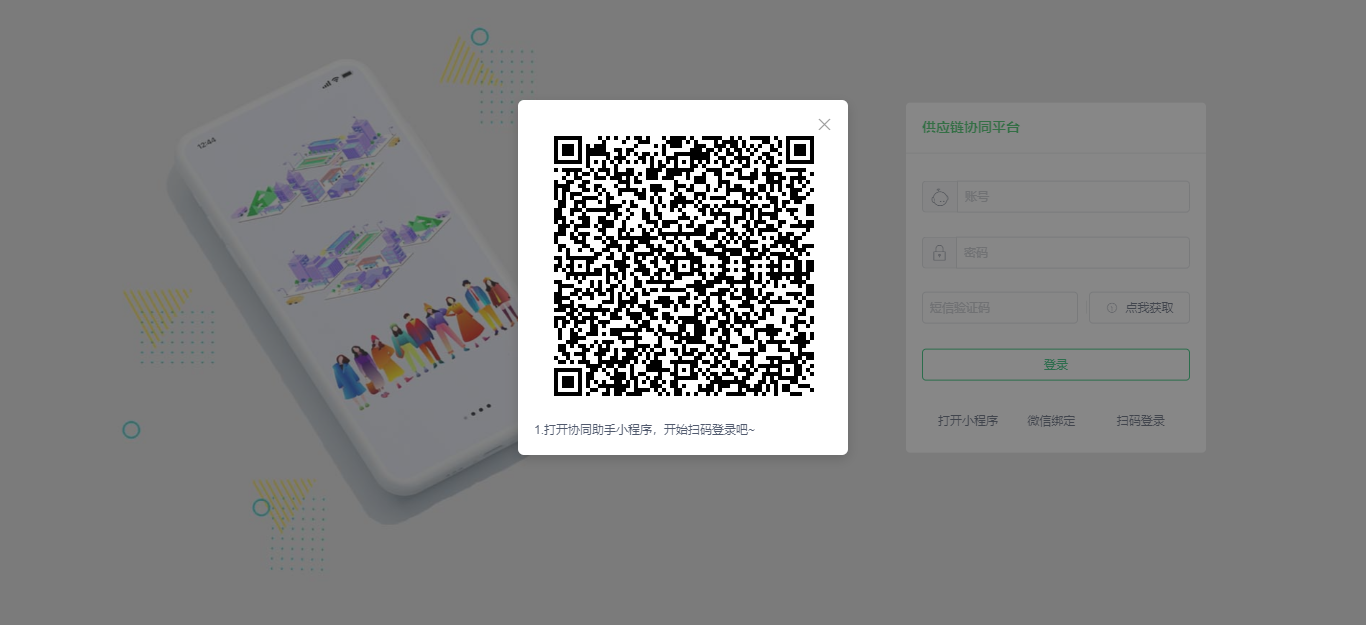 12:44
1.打开协同助手小程序，开始扫码登录吧~
供应链协同平台
账号
密码
短信验证码
点我获取
登录
打开小程序 微信绑定 扫码登录